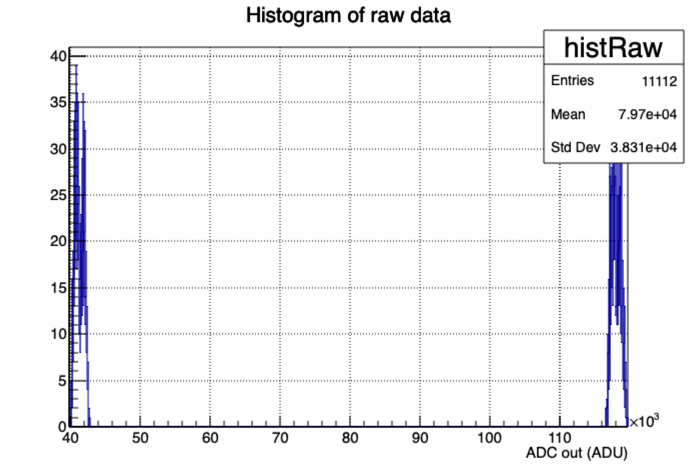 Histogram of raw data
histRaw
Entries 11112
Mean 7.97e+04
Std Dev 3.831e+04
40
35
30
25
20
15
10
5
0
40 50 60 70 80 90 100 110 ×10³
ADC out (ADU)